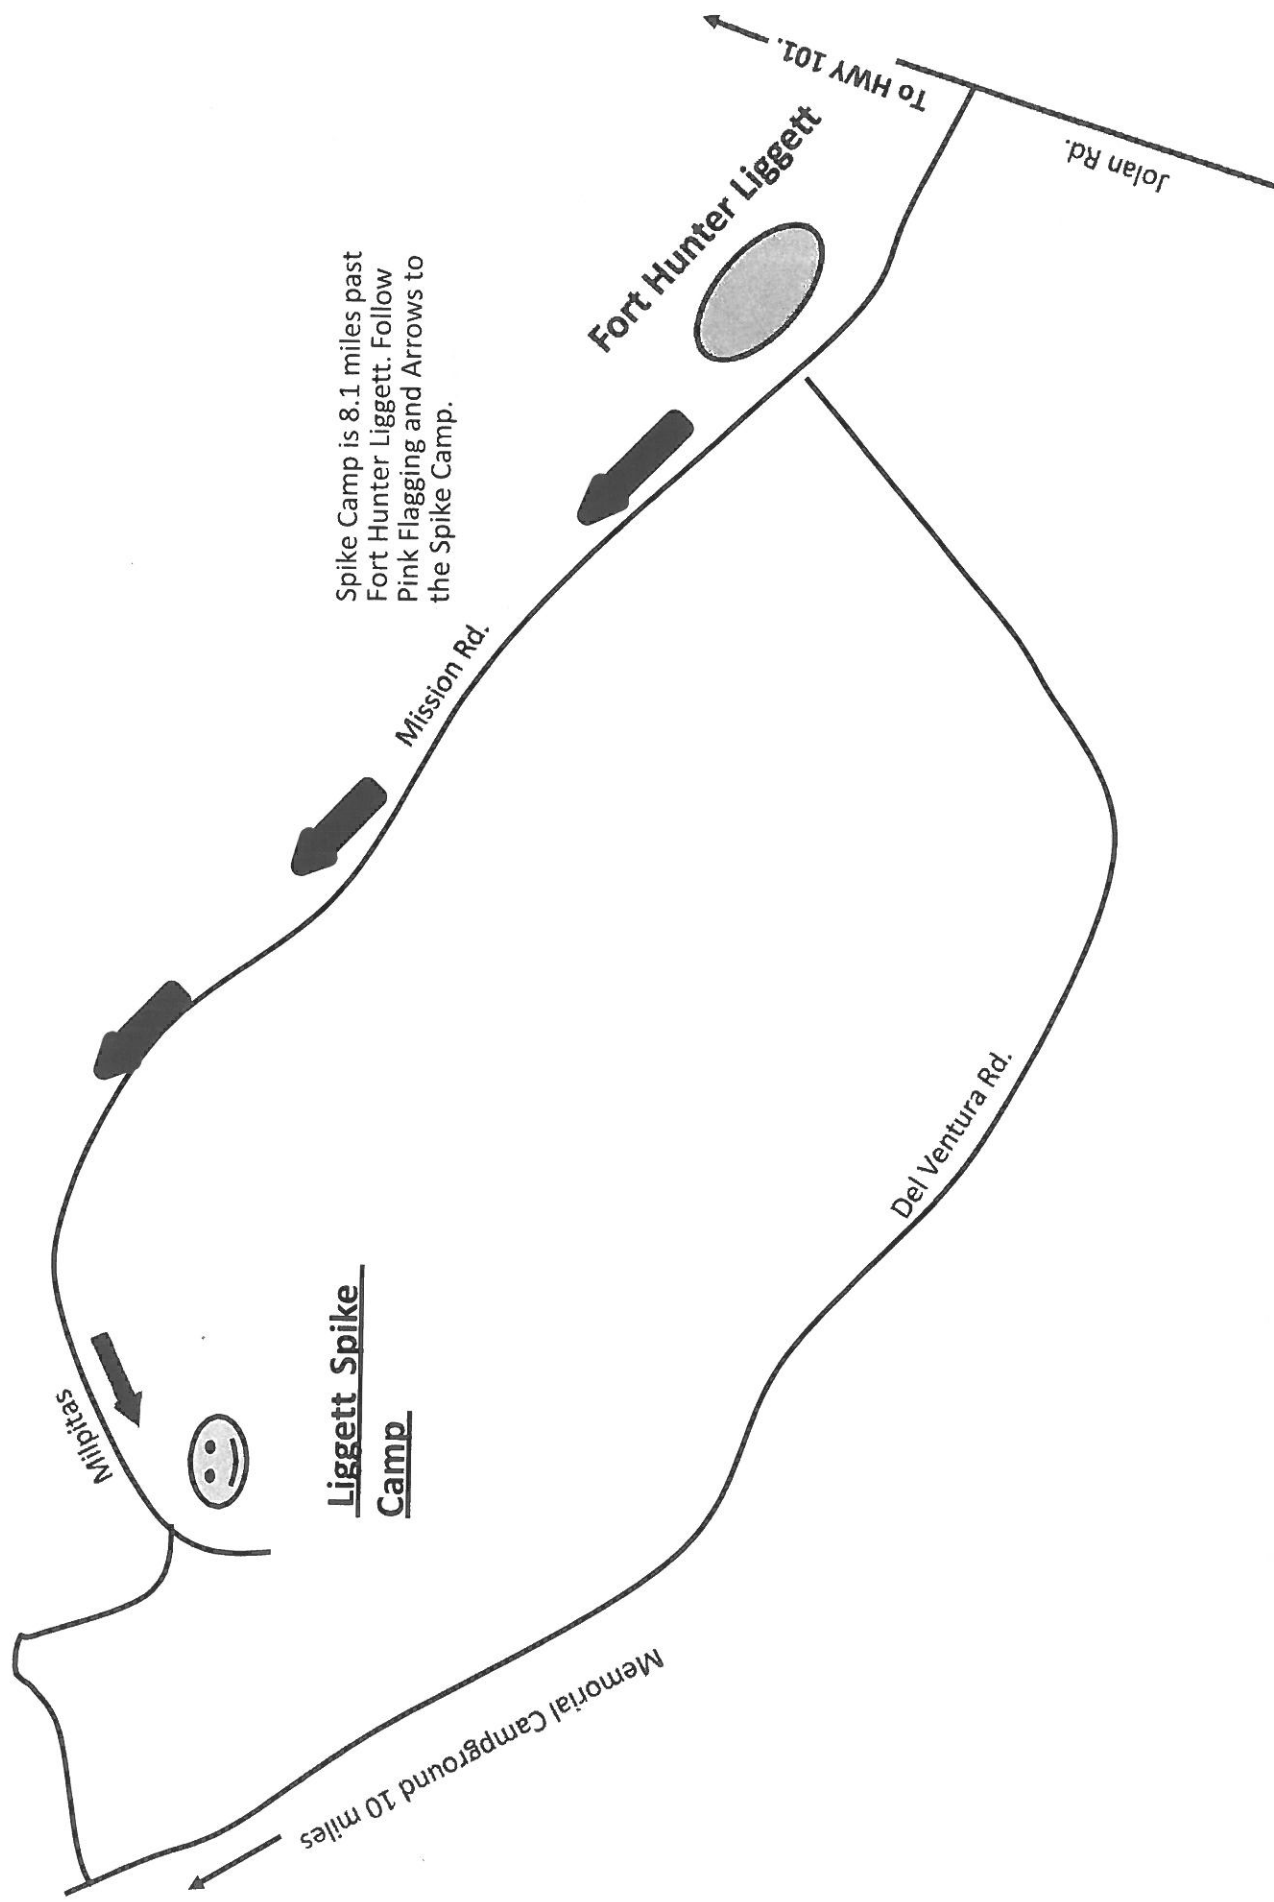 To HWY 101.
Jolan Rd.
Fort Hunter Liggett
Spike Camp is 8.1 miles past
Fort Hunter Liggett. Follow
Pink Flagging and Arrows to
the Spike Camp.
Mission Rd.
Milpitas
Liggett Spike
Camp
Del Ventura Rd.
Memorial Campground 10 miles